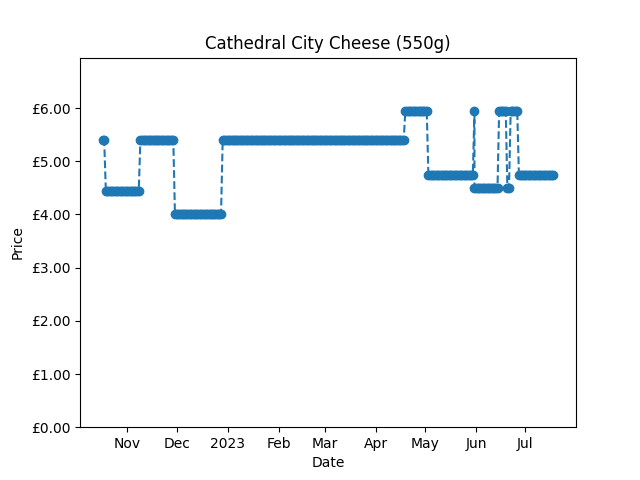 Cathedral City Cheese (550g)
£6.00
£5.00
£4.00
£3.00
£2.00
£1.00
£0.00
Price
Nov Dec 2023 Feb Mar Apr May Jun Jul
Date